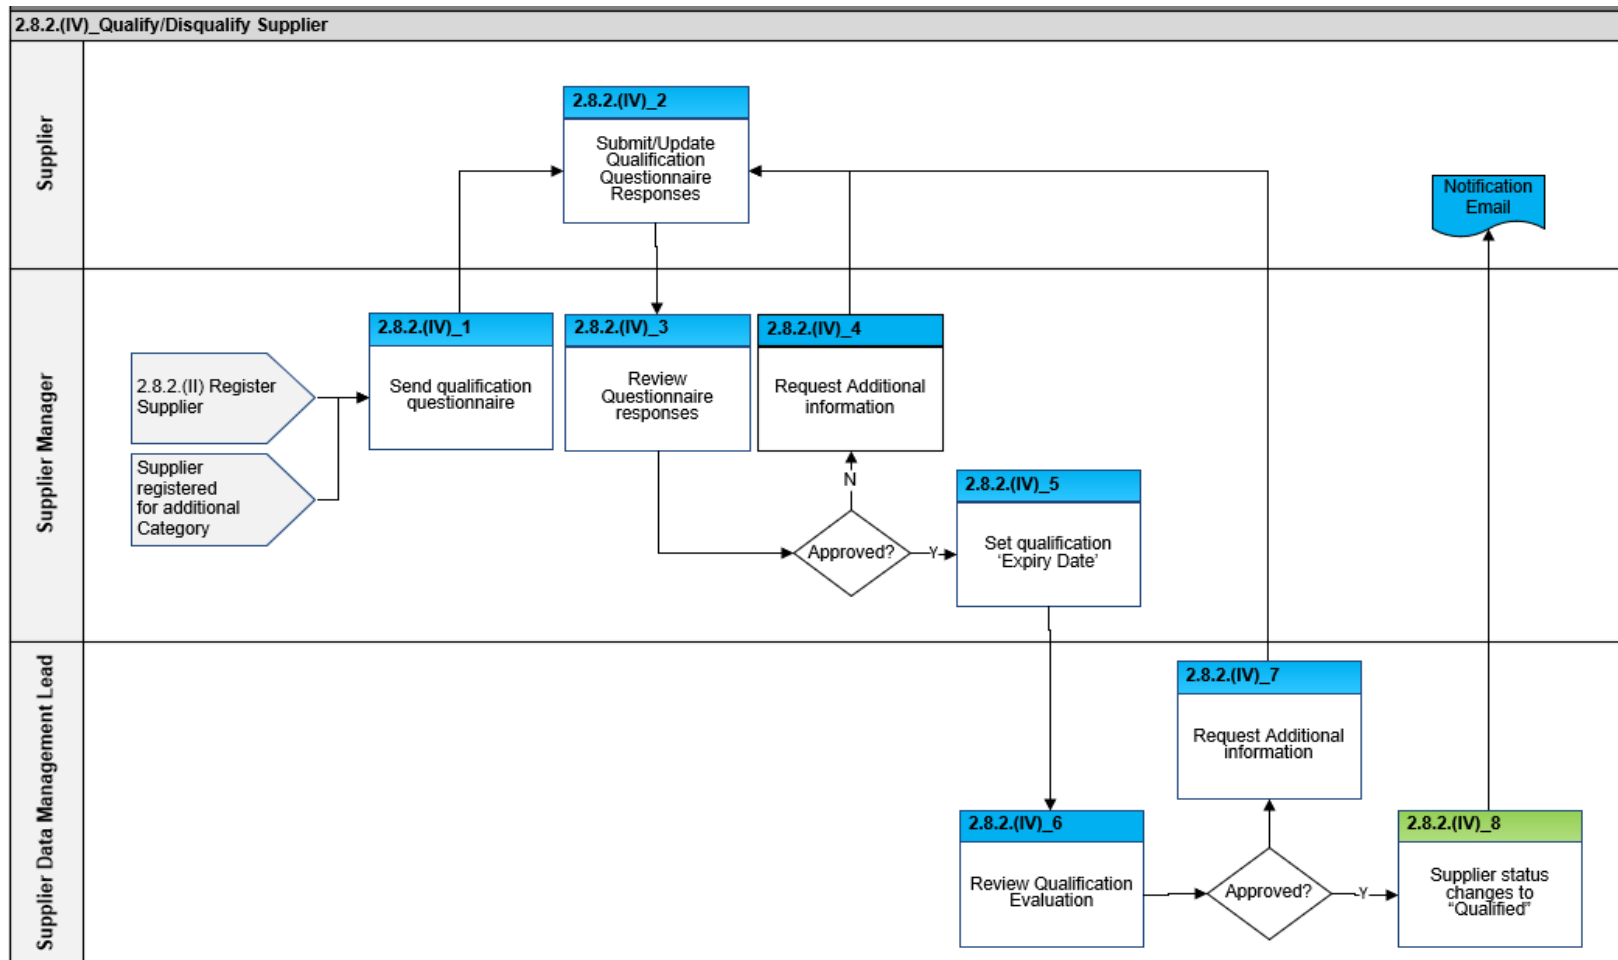 2.8.2.(IV)_Qualify/Disqualify Supplier
Supplier
2.8.2.(IV)_2
Submit/Update
Qualification
Questionnaire
Responses
Notification
Email
Supplier Manager
2.8.2.(II) Register
Supplier
Supplier
registered
for additional
Category
2.8.2.(IV)_1
Send qualification
questionnaire
2.8.2.(IV)_3
Review
Questionnaire
responses
2.8.2.(IV)_4
Request Additional
information
N
Approved?
Y
2.8.2.(IV)_5
Set qualification
‘Expiry Date’
Supplier Data Management Lead
2.8.2.(IV)_6
Review Qualification
Evaluation
2.8.2.(IV)_7
Request Additional
information
Approved?
Y
2.8.2.(IV)_8
Supplier status
changes to
“Qualified”